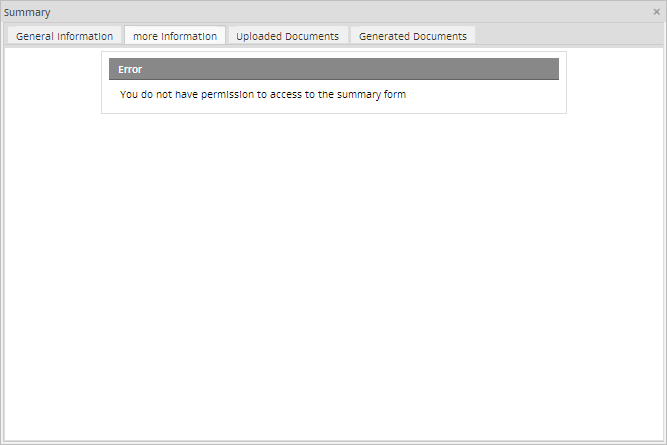 Summary
General Information
more Information
Uploaded Documents
Generated Documents
Error
You do not have permission to access to the summary form